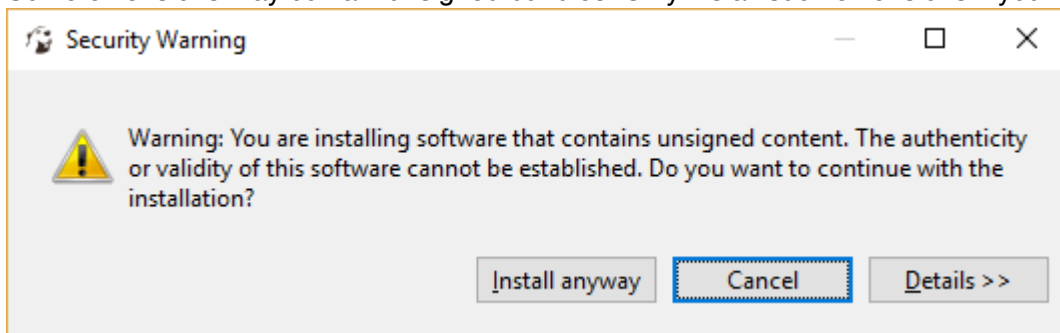 Security Warning
Warning: You are installing software that contains unsigned content. The authenticity
or validity of this software cannot be established. Do you want to continue with the
installation?
Install anyway
Cancel
Details >>